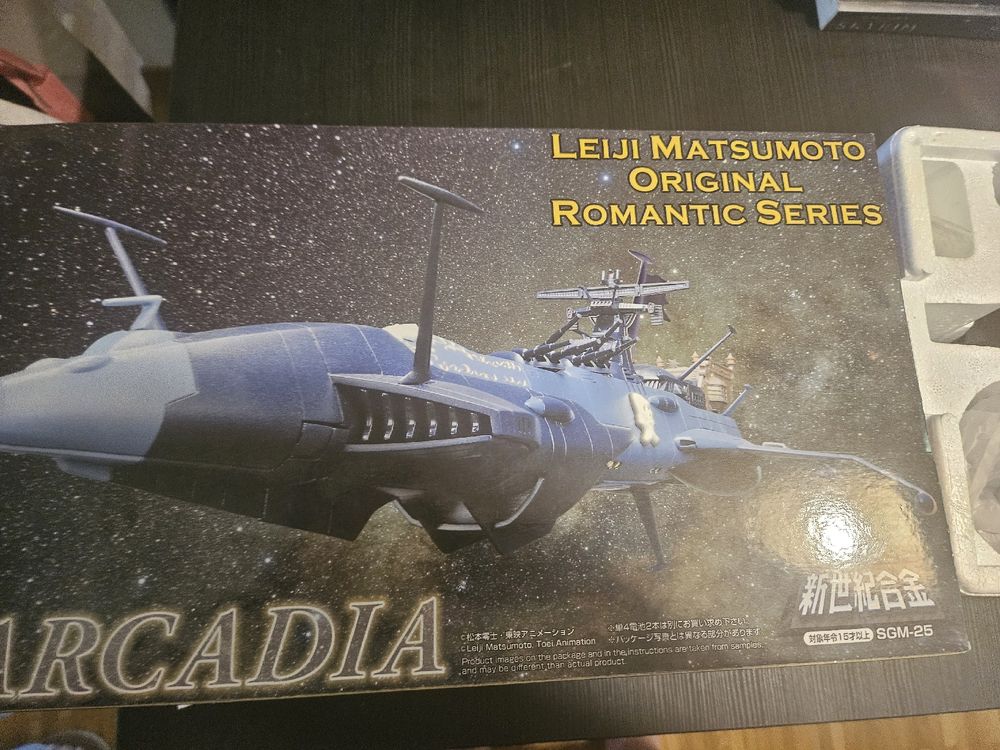 LEIJI MATSUMOTO
ORIGINAL
ROMANTIC SERIES
ARCADIA
©松本零士・東映アニメーション
©Leiji Matsumoto, Toei Animation
※単4電池2本は別にお買い求め下さい。
※パッケージ写真とは異なる部分があります
Product images on the package and in the instructions are taken from samples,
and may be different than actual product.
新世紀合金
対象年令15才以上 SGM-25